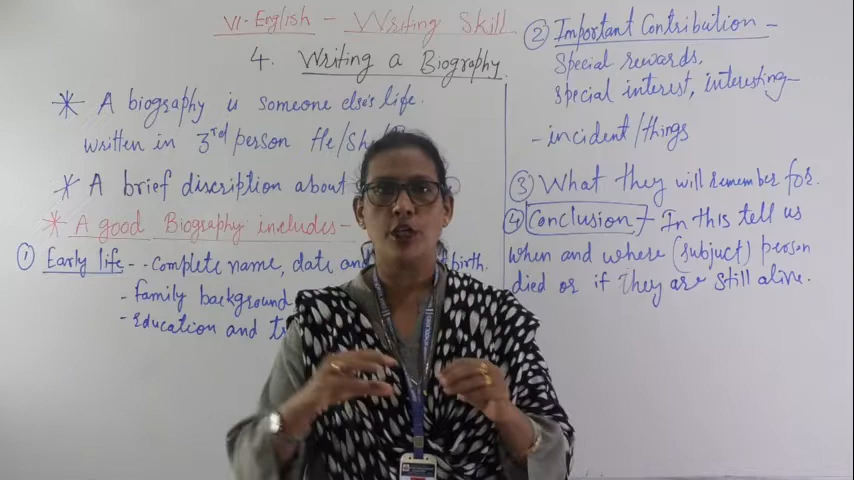 VI- English - Writing Skill
4. Writing a Biography
* A biography is someone else's life.
written in 3rd person He/She/
* A brief discription about
* A good Biography includes -
① Early life - - complete name, date and birth.
- family background
- education and
② Important Contribution -
Special rewards,
special interest, interesting
- incident/things
③ What they will remember for.
④ Conclusion - In this tell us
when and where (subjuct) person
died or if they are still alive.